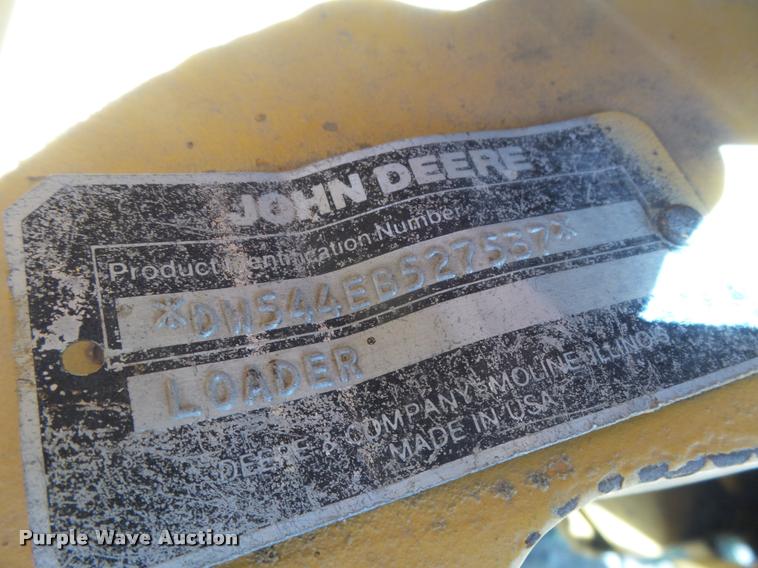 JOHN DEERE
Product Identification Number
*DW544EB527537*
LOADER
DEERE & COMPANY MOLINE, ILLINOIS
MADE IN USA
Purple Wave Auction